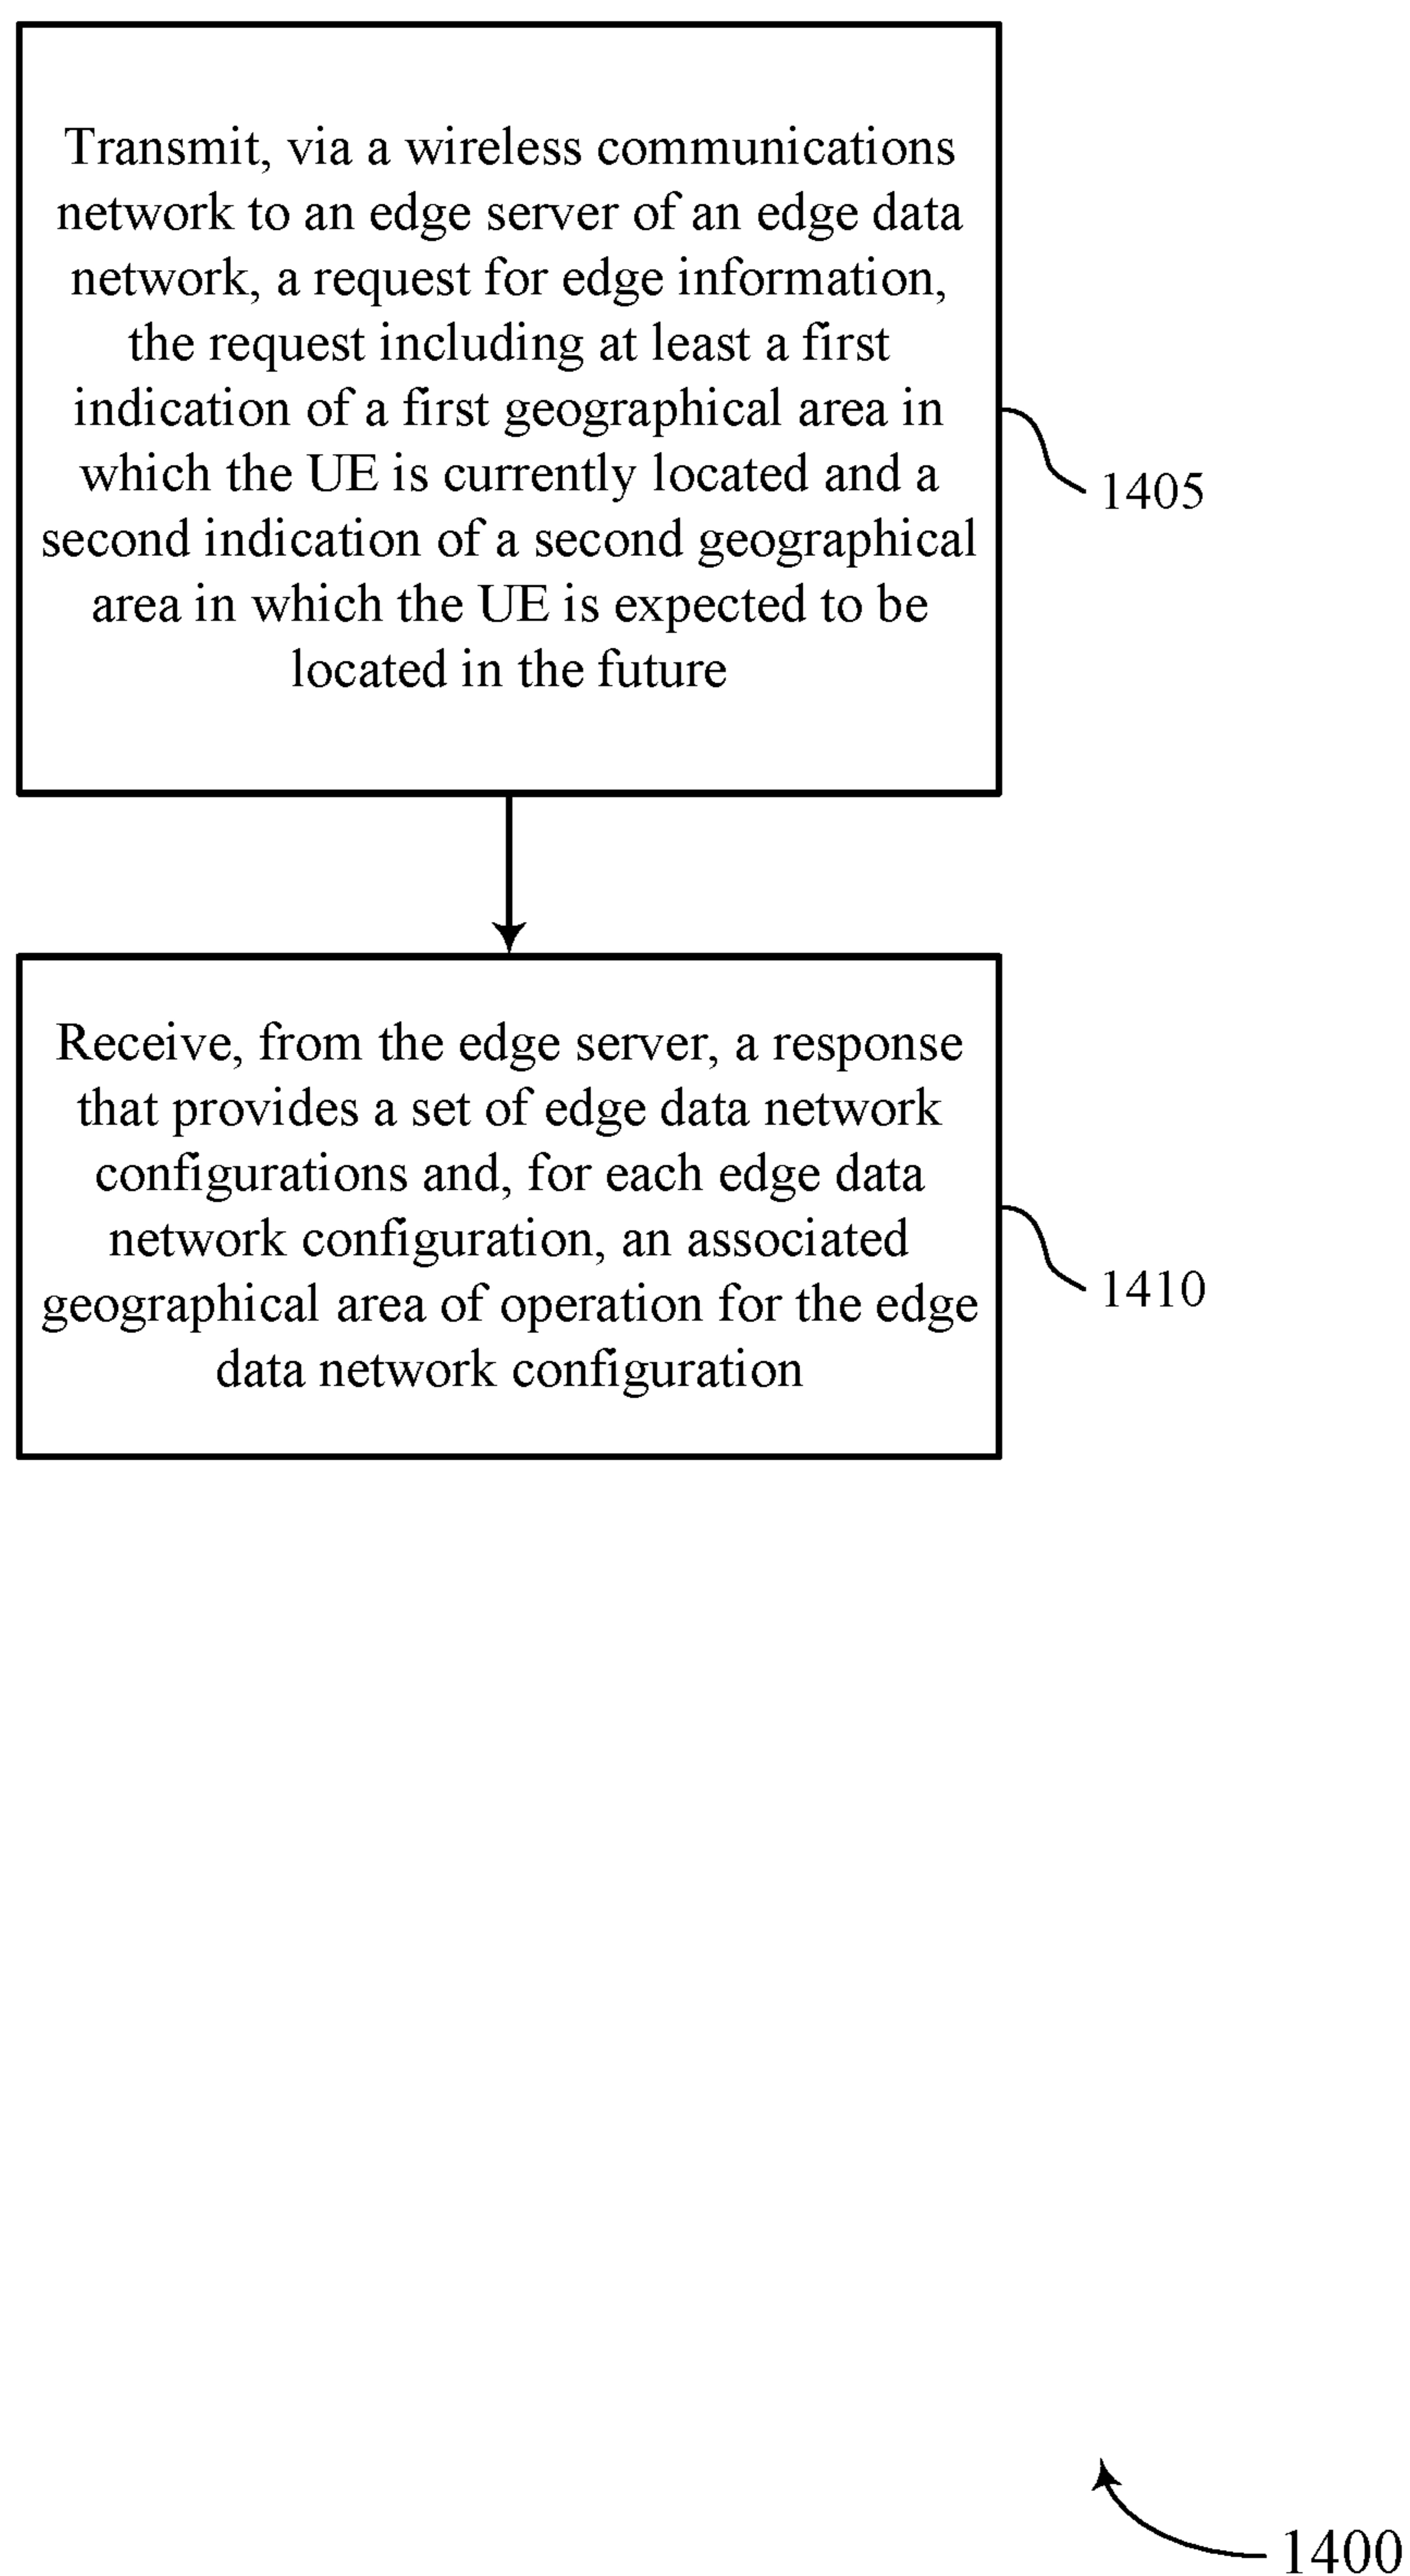 Transmit, via a wireless communications
network to an edge server of an edge data
network, a request for edge information,
the request including at least a first
indication of a first geographical area in
which the UE is currently located and a
second indication of a second geographical
area in which the UE is expected to be
located in the future
1405
Receive, from the edge server, a response
that provides a set of edge data network
configurations and, for each edge data
network configuration, an associated
geographical area of operation for the edge
data network configuration
1410
1400